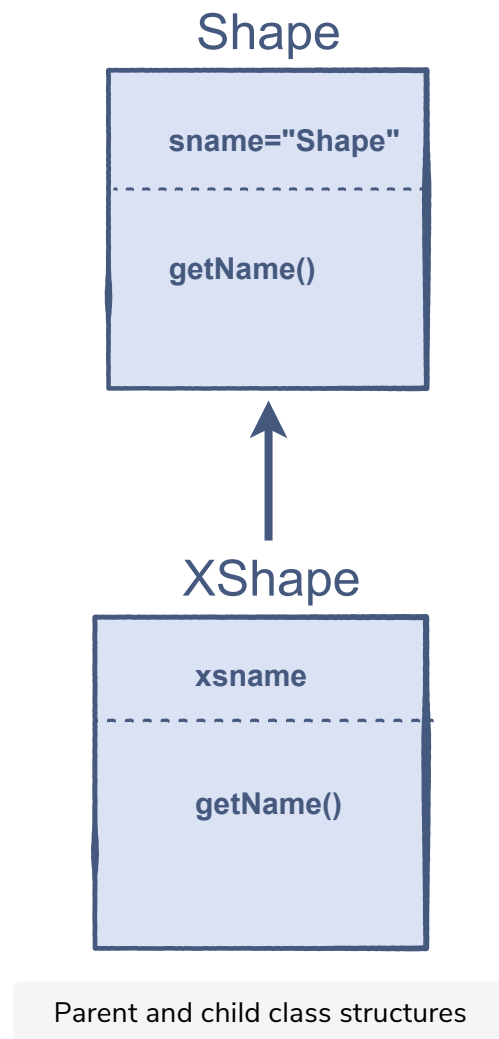 Shape
sname="Shape"
getName()
XShape
xsname
getName()
Parent and child class structures